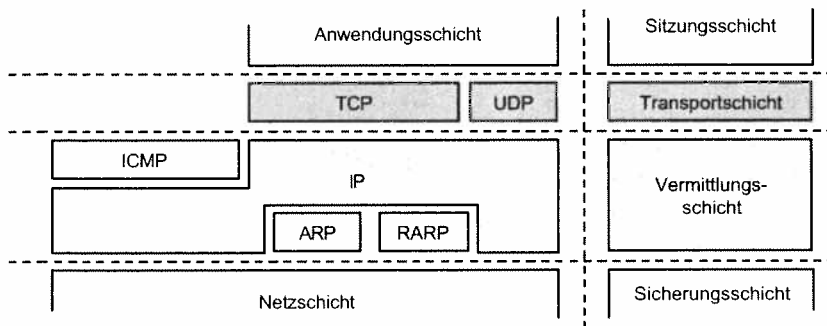 Anwendungsschicht
Sitzungsschicht
TCP
UDP
Transportschicht
ICMP
IP
Vermittlungs-
schicht
ARP
RARP
Netzschicht
Sicherungsschicht